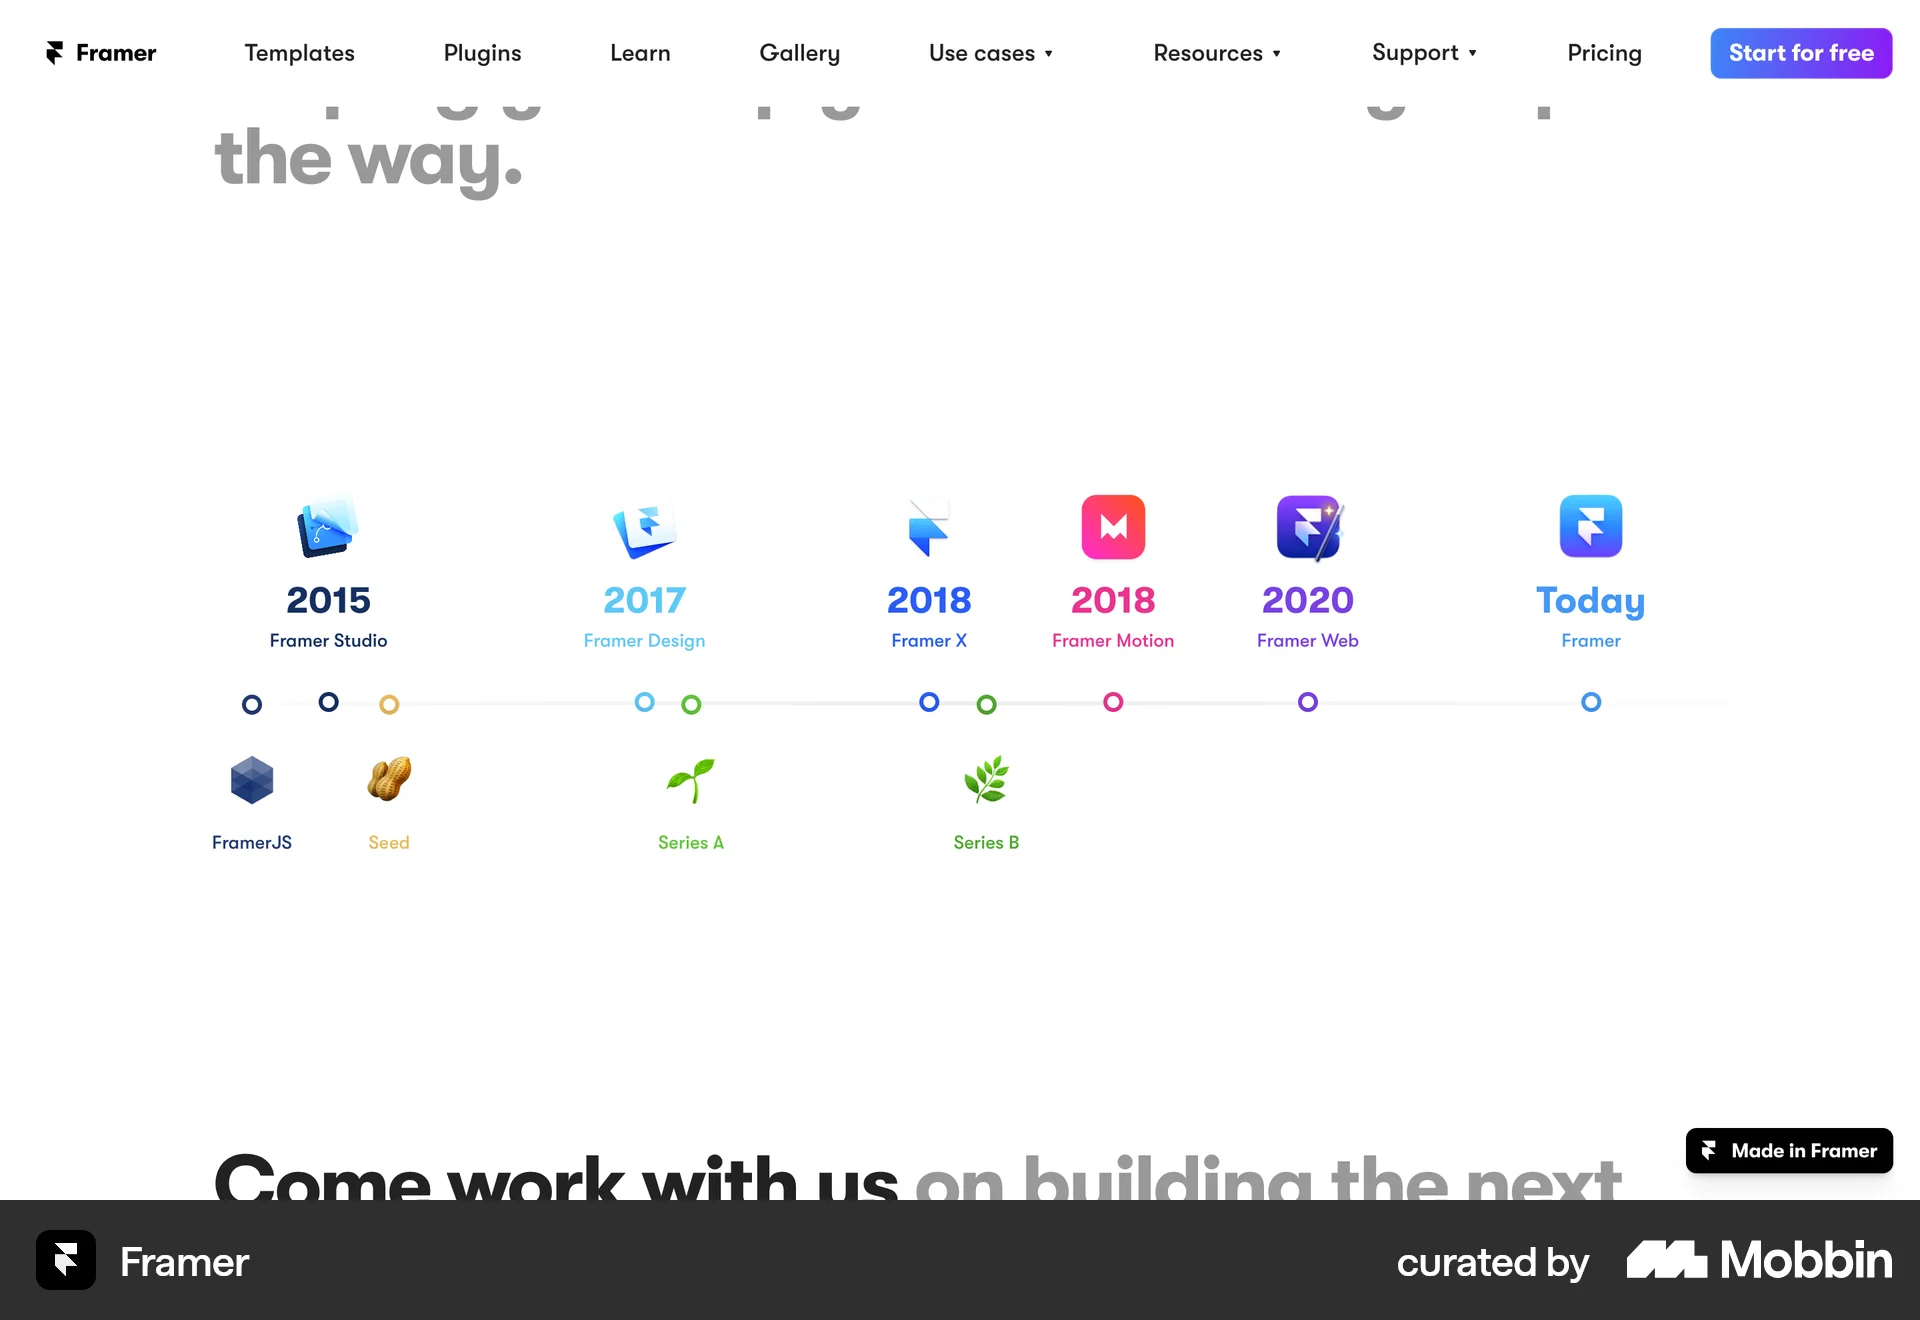 Framer Templates Plugins Learn Gallery Use cases ▼ Resources ▼ Support ▼ Pricing Start for free
the way.
2015 2017 2018 2018 2020 Today
Framer Studio Framer Design Framer X Framer Motion Framer Web Framer
FramerJS Seed Series A Series B
Made in Framer
Come work with us on building the next
Framer curated by Mobbin